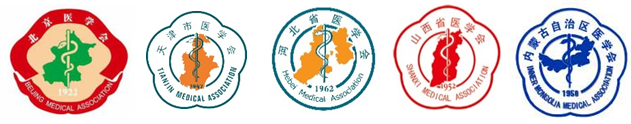 北京医学会
1922
BEIJING MEDICAL ASSOCIATION
天津市医学会
TIANJIN MEDICAL ASSOCIATION
河北省医学会
1962
Hebei Medical Association
山西省医学会
1952
SHANXI MEDICAL ASSOCIATION
内蒙古自治区医学会
1958
INNER MONGOLIA MEDICAL ASSOCIATION